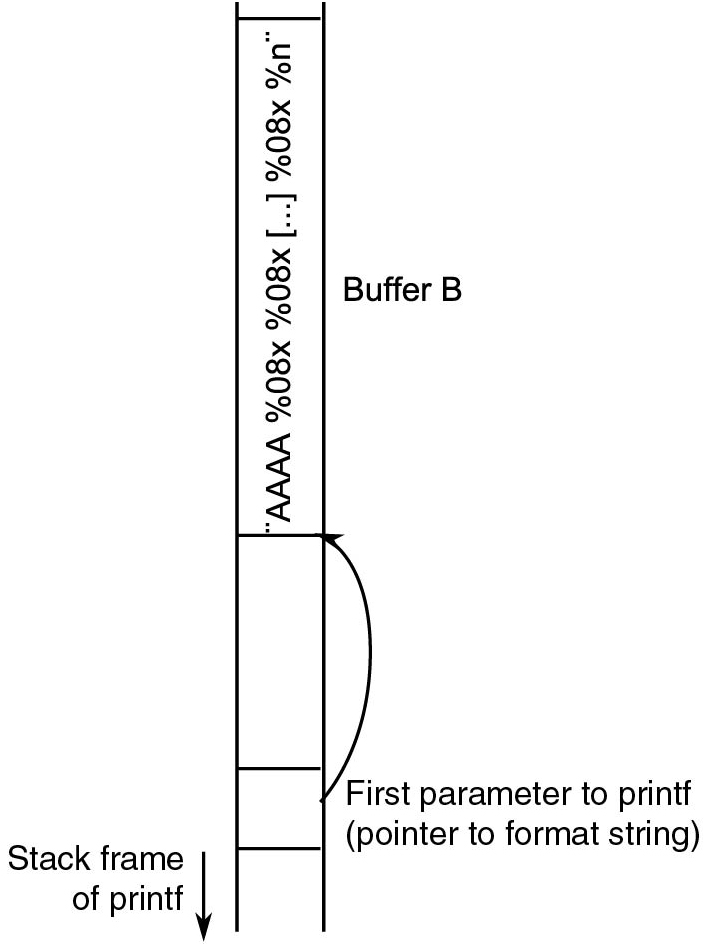 ¨AAAA %08x %08x [...] %08x %n¨
Buffer B
First parameter to printf
(pointer to format string)
Stack frame
of printf